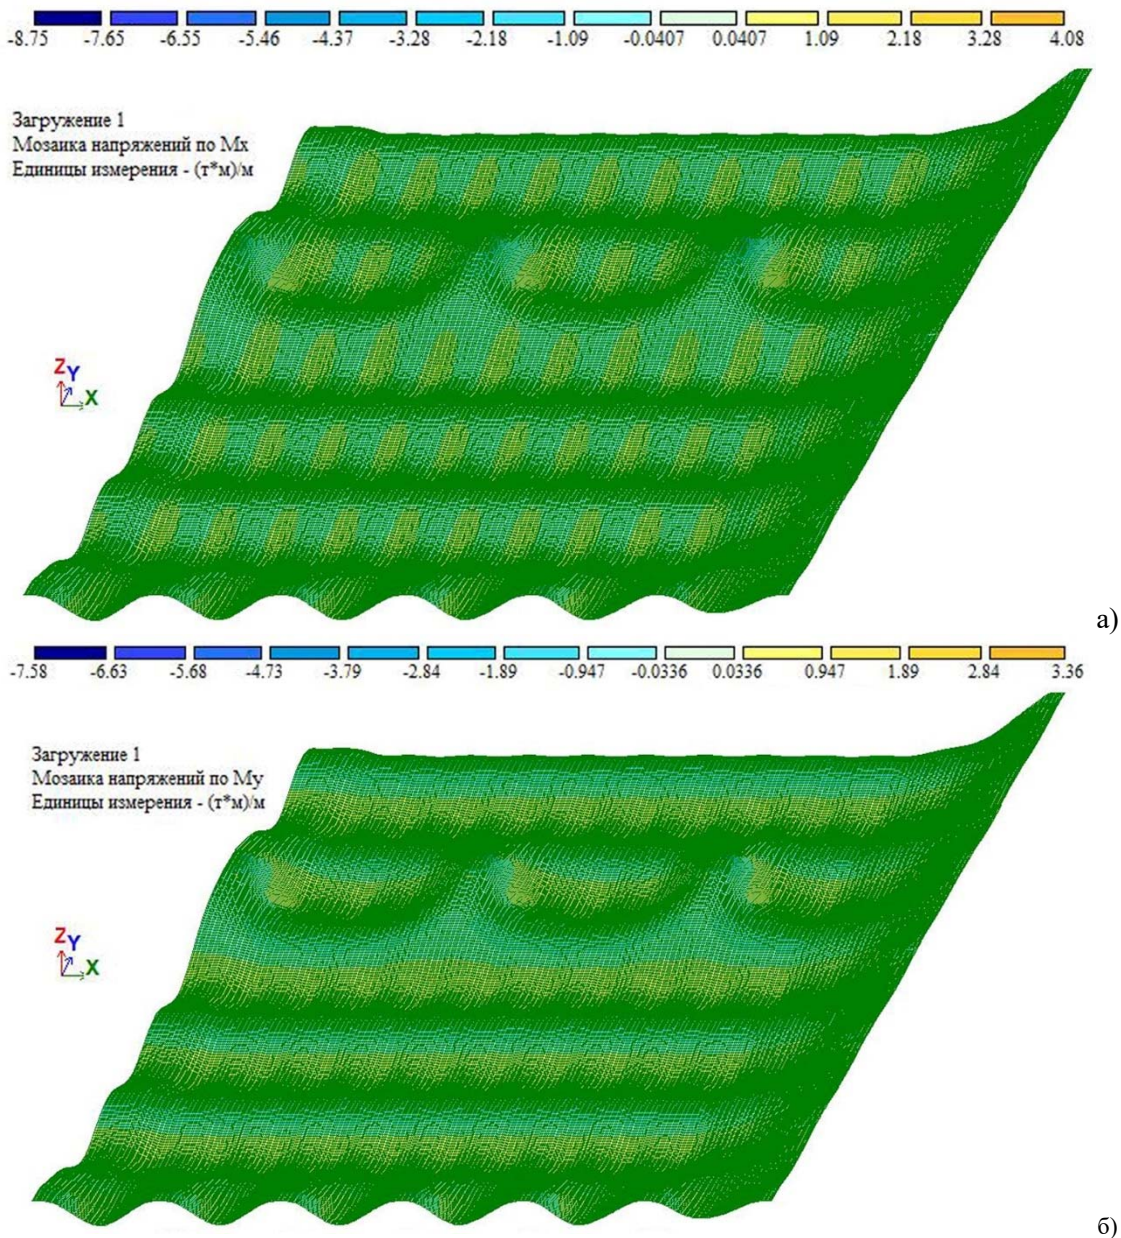 -8.75 -7.65 -6.55 -5.46 -4.37 -3.28 -2.18 -1.09 -0.0407 0.0407 1.09 2.18 3.28 4.08
Загружение 1
Мозаика напряжений по Mx
Единицы измерения - (т*м)/м
Z
Y
X
а)
-7.58 -6.63 -5.68 -4.73 -3.79 -2.84 -1.89 -0.947 -0.0336 0.0336 0.947 1.89 2.84 3.36
Загружение 1
Мозаика напряжений по My
Единицы измерения - (т*м)/м
Z
Y
X
б)